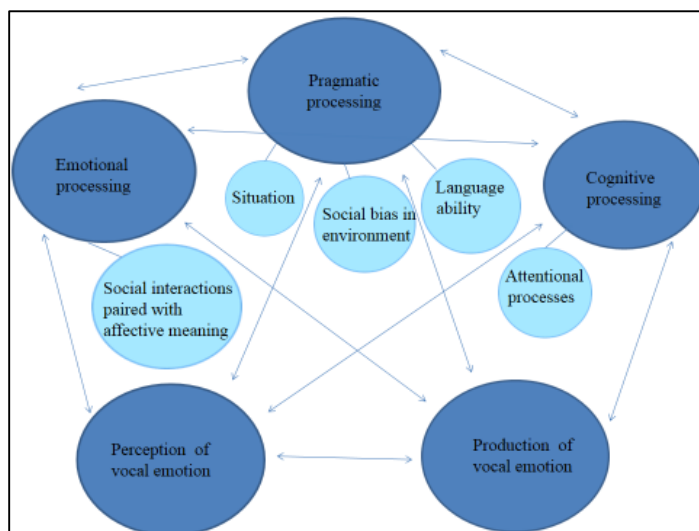 Pragmatic
processing
Emotional
processing
Cognitive
processing
Situation
Social bias in
environment
Language
ability
Attentional
processes
Social interactions
paired with
affective meaning
Perception of
vocal emotion
Production of
vocal emotion